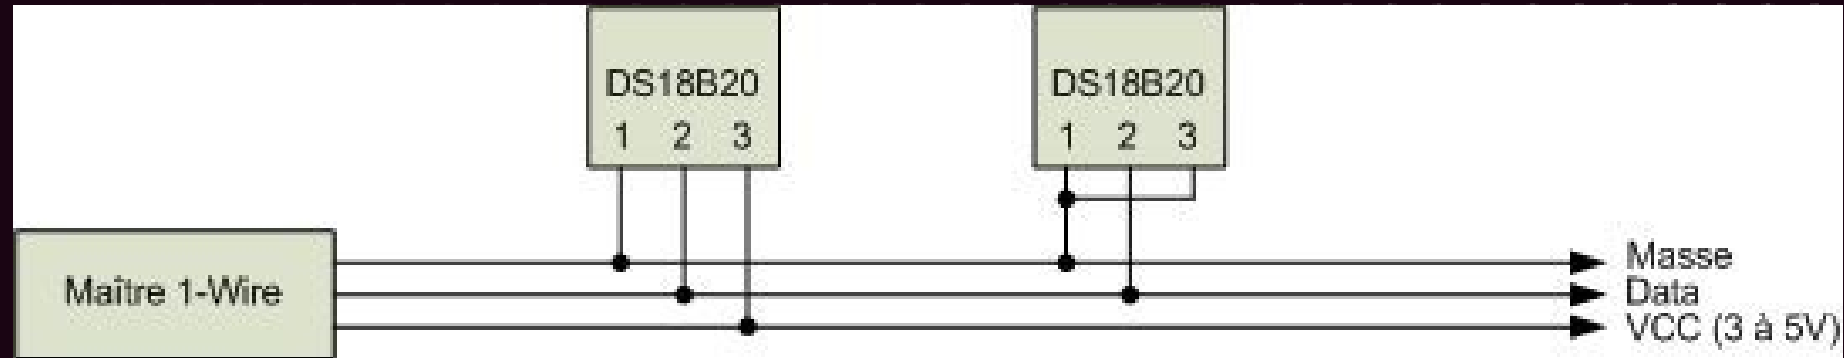 DS18B20
1 2 3
DS18B20
1 2 3
Maître 1-Wire
Masse
Data
VCC (3 à 5V)